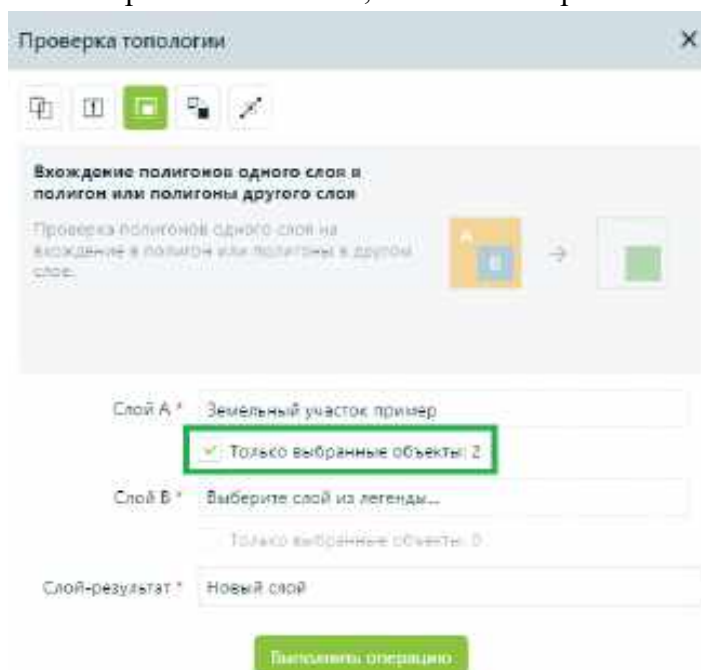 Проверка топологии
Вхождение полигонов одного слоя в
полигон или полигоны другого слоя
Проверка полигонов одного слоя на
вхождение в полигон или полигоны в другом
слое.
A
B
Слой A *
Земельный участок пример
Только выбранные объекты: 2
Слой B *
Выберите слой из легенды...
Только выбранные объекты: 0
Слой-результат *
Новый слой
Выполнить операцию